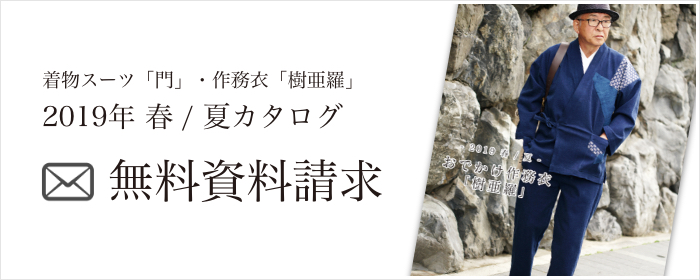 着物スーツ「門」・作務衣「樹亜羅」
2019年 春 / 夏カタログ
無料資料請求
- 2019 春 / 夏 -
おでかけ作務衣
「樹亜羅」